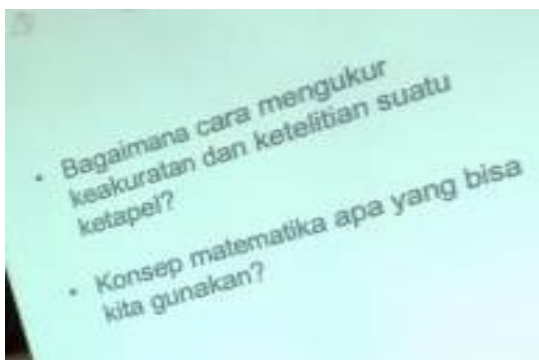 • Bagaimana cara mengukur
keakuratan dan ketelitian suatu
ketapel?
• Konsep matematika apa yang bisa
kita gunakan?